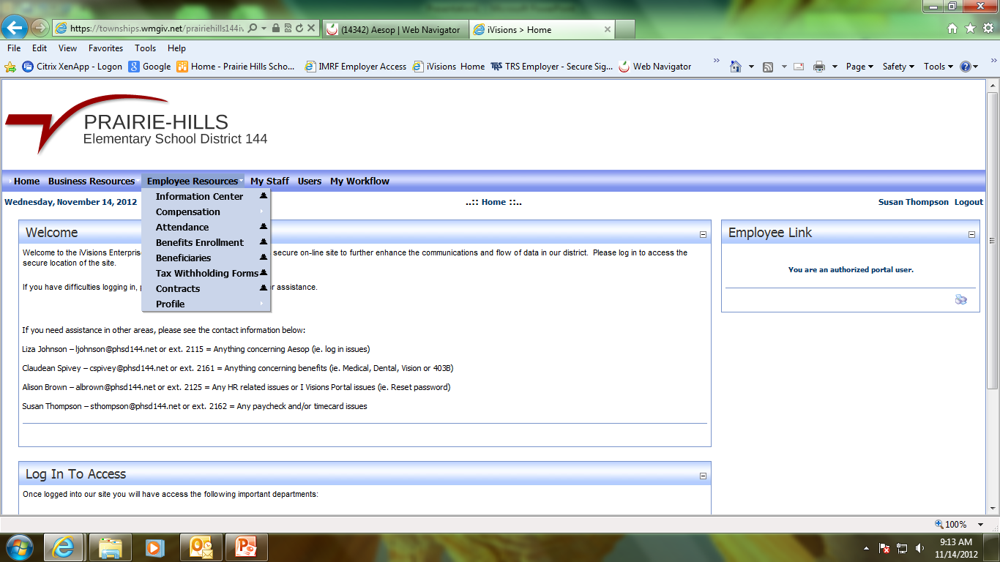 https://townships.wmgiv.net/prairiehills144iv
(14342) Aesop | Web Navigator
iVisions > Home
File Edit View Favorites Tools Help
Citrix XenApp - Logon
Google
Home - Prairie Hills Scho...
IMRF Employer Access
iVisions Home
TRS Employer - Secure Sig...
Web Navigator
Page Safety Tools
PRAIRIE-HILLS
Elementary School District 144
Home Business Resources Employee Resources My Staff Users My Workflow
Information Center
Compensation
Attendance
Benefits Enrollment
Beneficiaries
Tax Withholding Forms
Contracts
Profile
Wednesday, November 14, 2012
..:: Home ::..
Susan Thompson Logout
Welcome
Welcome to the iVisions Enterpris secure on-line site to further enhance the communications and flow of data in our district. Please log in to access the
secure location of the site.
If you have difficulties logging in, assistance.
If you need assistance in other areas, please see the contact information below:
Liza Johnson – ljohnson@phsd144.net or ext. 2115 = Anything concerning Aesop (ie. log in issues)
Claudean Spivey – cspivey@phsd144.net or ext. 2161 = Anything concerning benefits (ie. Medical, Dental, Vision or 403B)
Alison Brown – albrown@phsd144.net or ext. 2125 = Any HR related issues or I Visions Portal issues (ie. Reset password)
Susan Thompson – sthompson@phsd144.net or ext. 2162 = Any paycheck and/or timecard issues
Employee Link
You are an authorized portal user.
Log In To Access
Once logged into our site you will have access the following important departments:
100%
9:13 AM
11/14/2012